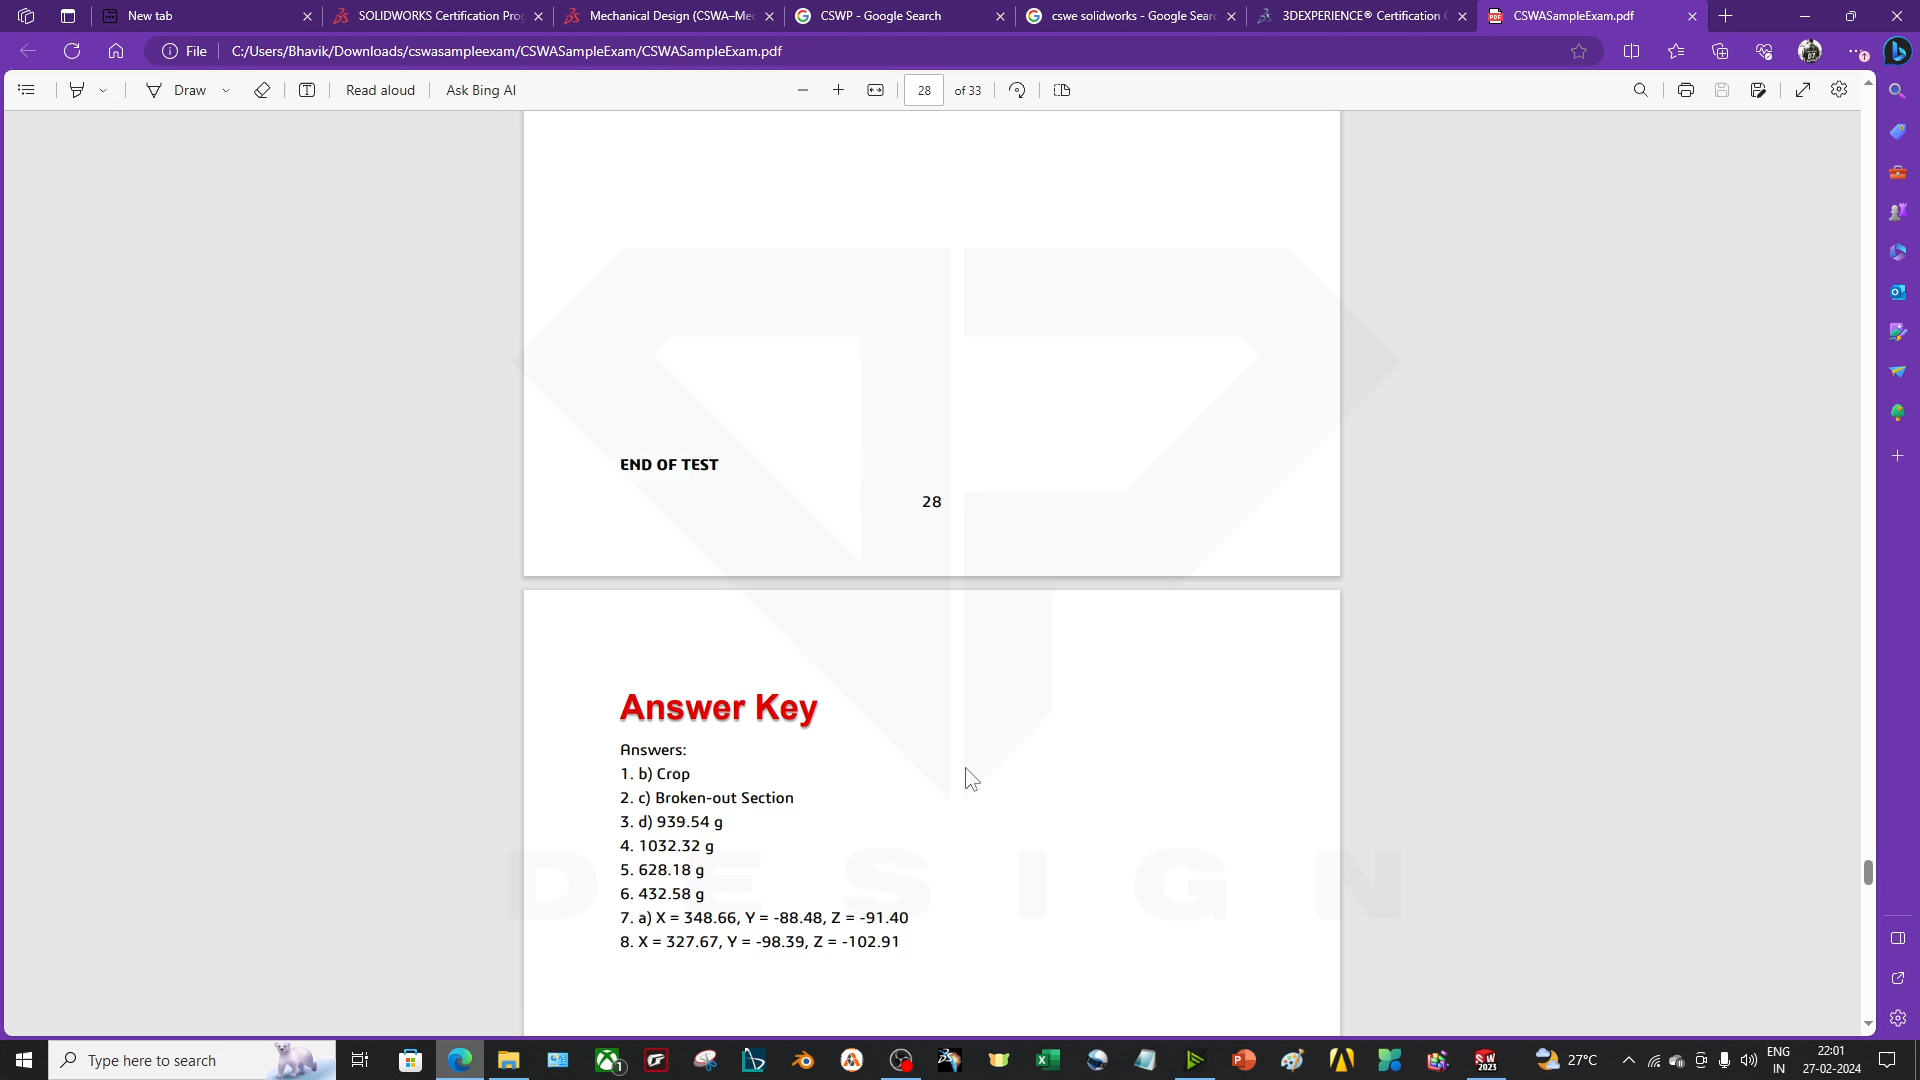 New tab
SOLIDWORKS Certification Pro
Mechanical Design (CSWA–Me
CSWP - Google Search
cswe solidworks - Google Sear
3DEXPERIENCE® Certification
CSWASampleExam.pdf
File
C:/Users/Bhavik/Downloads/cswasampleexam/CSWASampleExam/CSWASampleExam.pdf
Draw
Read aloud
Ask Bing AI
28
of 33
END OF TEST
28
Answer Key
Answers:
1. b) Crop
2. c) Broken-out Section
3. d) 939.54 g
4. 1032.32 g
5. 628.18 g
6. 432.58 g
7. a) X = 348.66, Y = -88.48, Z = -91.40
8. X = 327.67, Y = -98.39, Z = -102.91
DESIGN
Type here to search
27°C
ENG
IN
22:01
27-02-2024